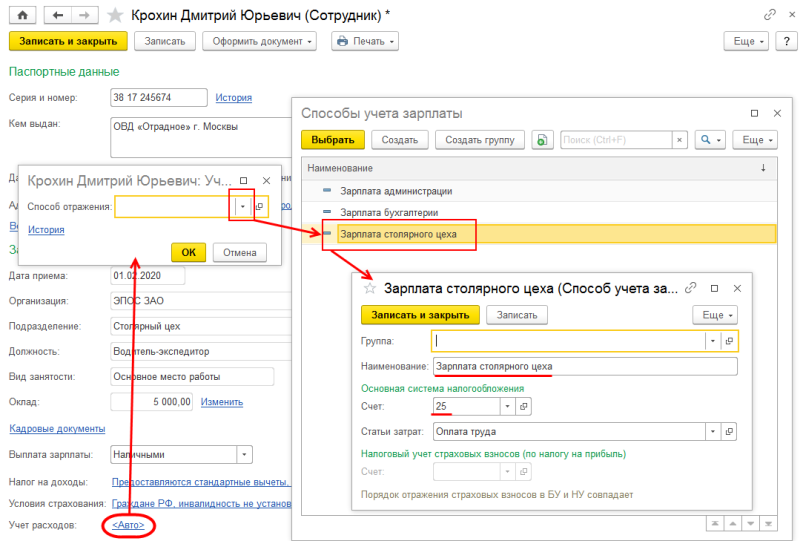 Крохин Дмитрий Юрьевич (Сотрудник) *
Записать и закрыть
Записать
Оформить документ
Печать
Еще
?
Паспортные данные
Серия и номер:
38 17 245674
История
Кем выдан:
ОВД «Отрадное» г. Москвы
Крохин Дмитрий Юрьевич: Уч...
Способ отражения:
История
ОК
Отмена
Дата приема:
01.02.2020
Организация:
ЭПОС ЗАО
Подразделение:
Столярный цех
Должность:
Водитель-экспедитор
Вид занятости:
Основное место работы
Оклад:
5 000,00
Изменить
Кадровые документы
Выплата зарплаты:
Наличными
Налог на доходы:
Предоставляются стандартные вычеты.
Условия страхования:
Граждане РФ, инвалидность не установ
Учет расходов:
<Авто>
Способы учета зарплаты
Выбрать
Создать
Создать группу
Поиск (Ctrl+F)
Еще
Наименование
Зарплата администрации
Зарплата бухгалтерии
Зарплата столярного цеха
Зарплата столярного цеха (Способ учета за...
Записать и закрыть
Записать
Еще
Группа:
Наименование:
Зарплата столярного цеха
Основная система налогообложения
Счет:
25
Статьи затрат:
Оплата труда
Налоговый учет страховых взносов (по налогу на прибыль)
Счет:
Порядок отражения страховых взносов в БУ и НУ совпадает